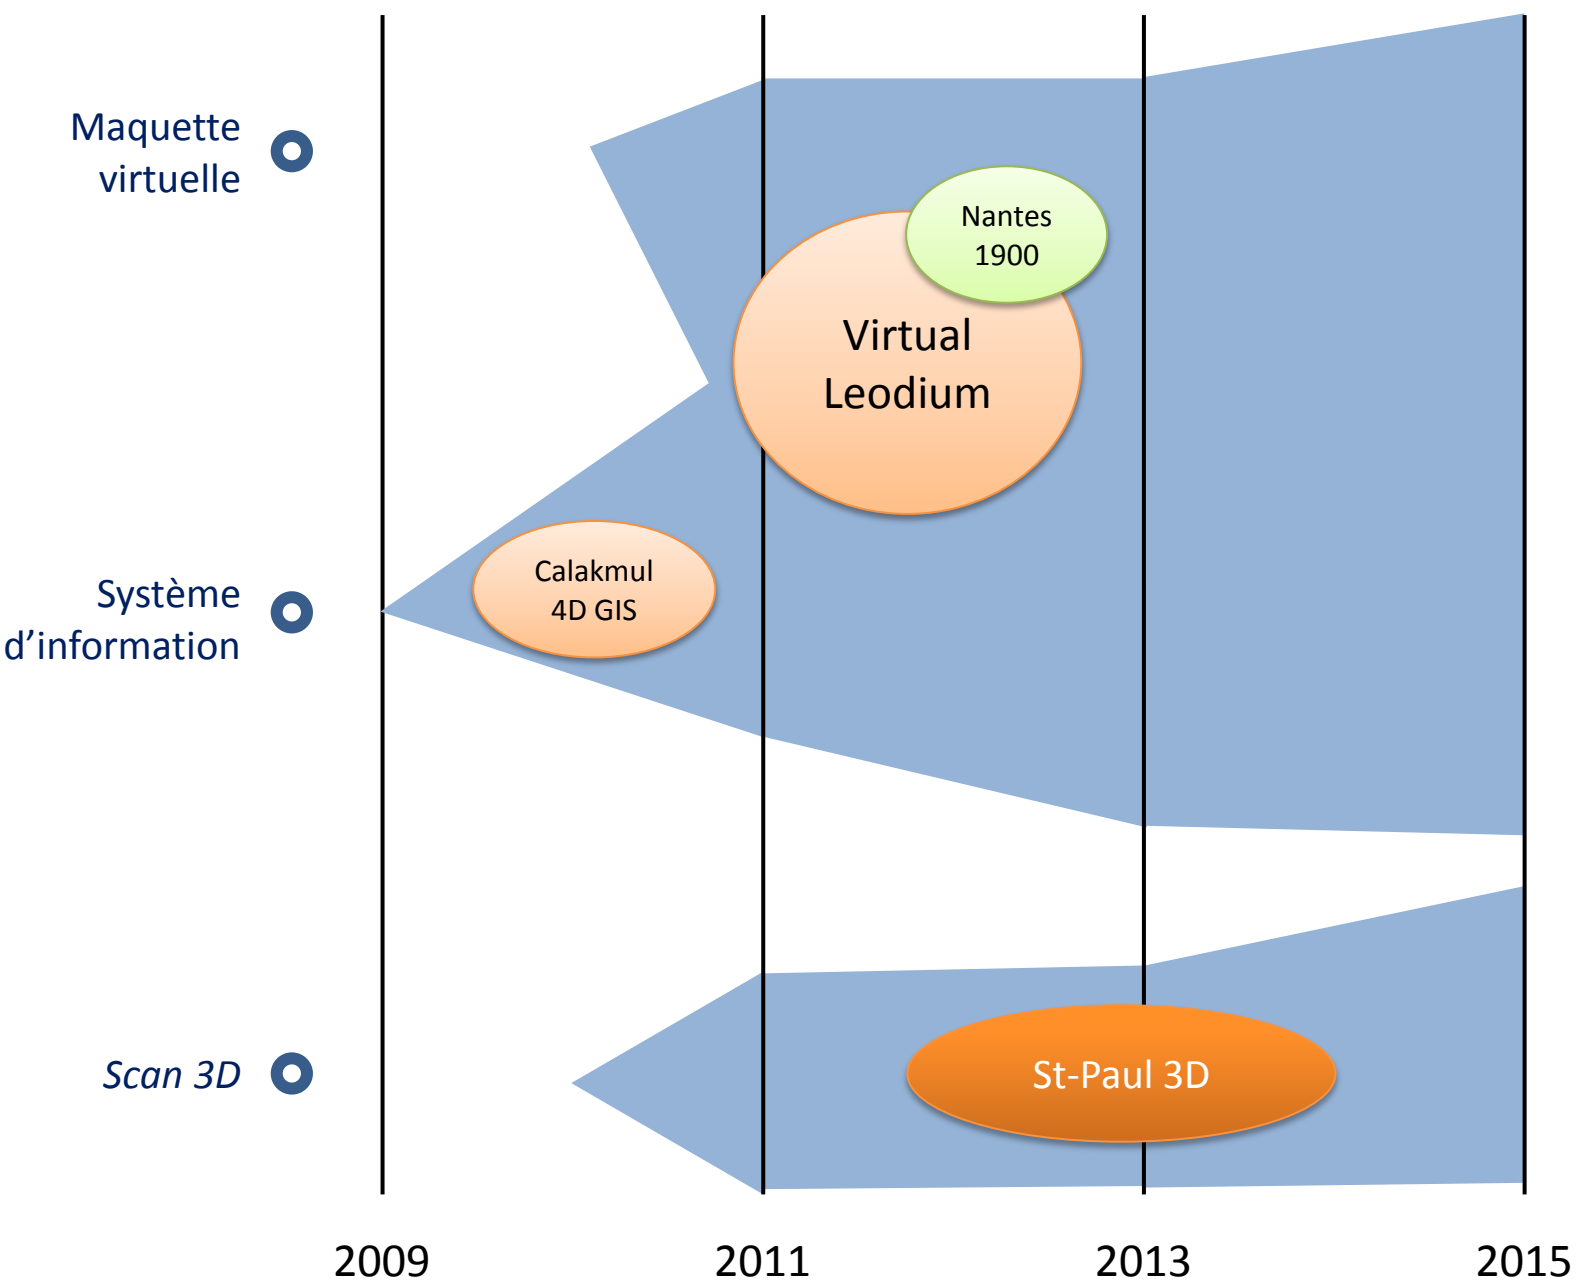 Maquette
virtuelle
Nantes
1900
Virtual
Leodium
Calakmul
4D GIS
Système
d’information
Scan 3D
St-Paul 3D
2009
2011
2013
2015